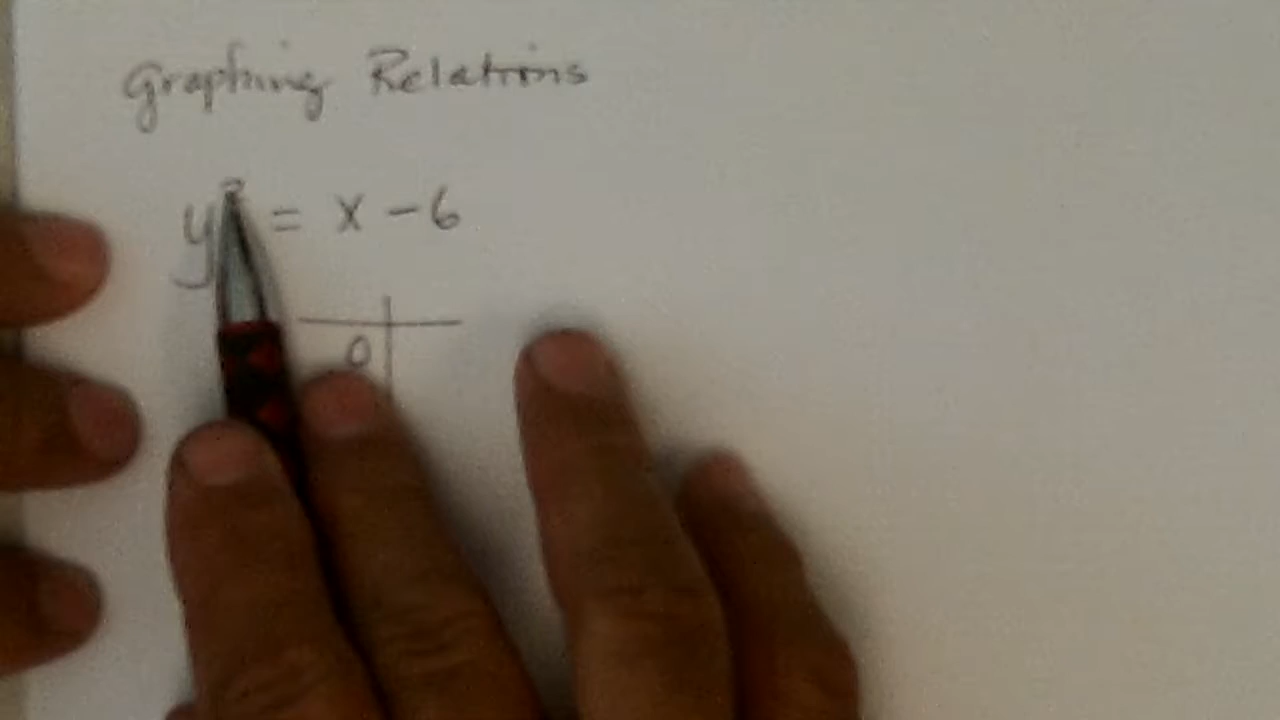 Graphing Relations
y² = x - 6
0